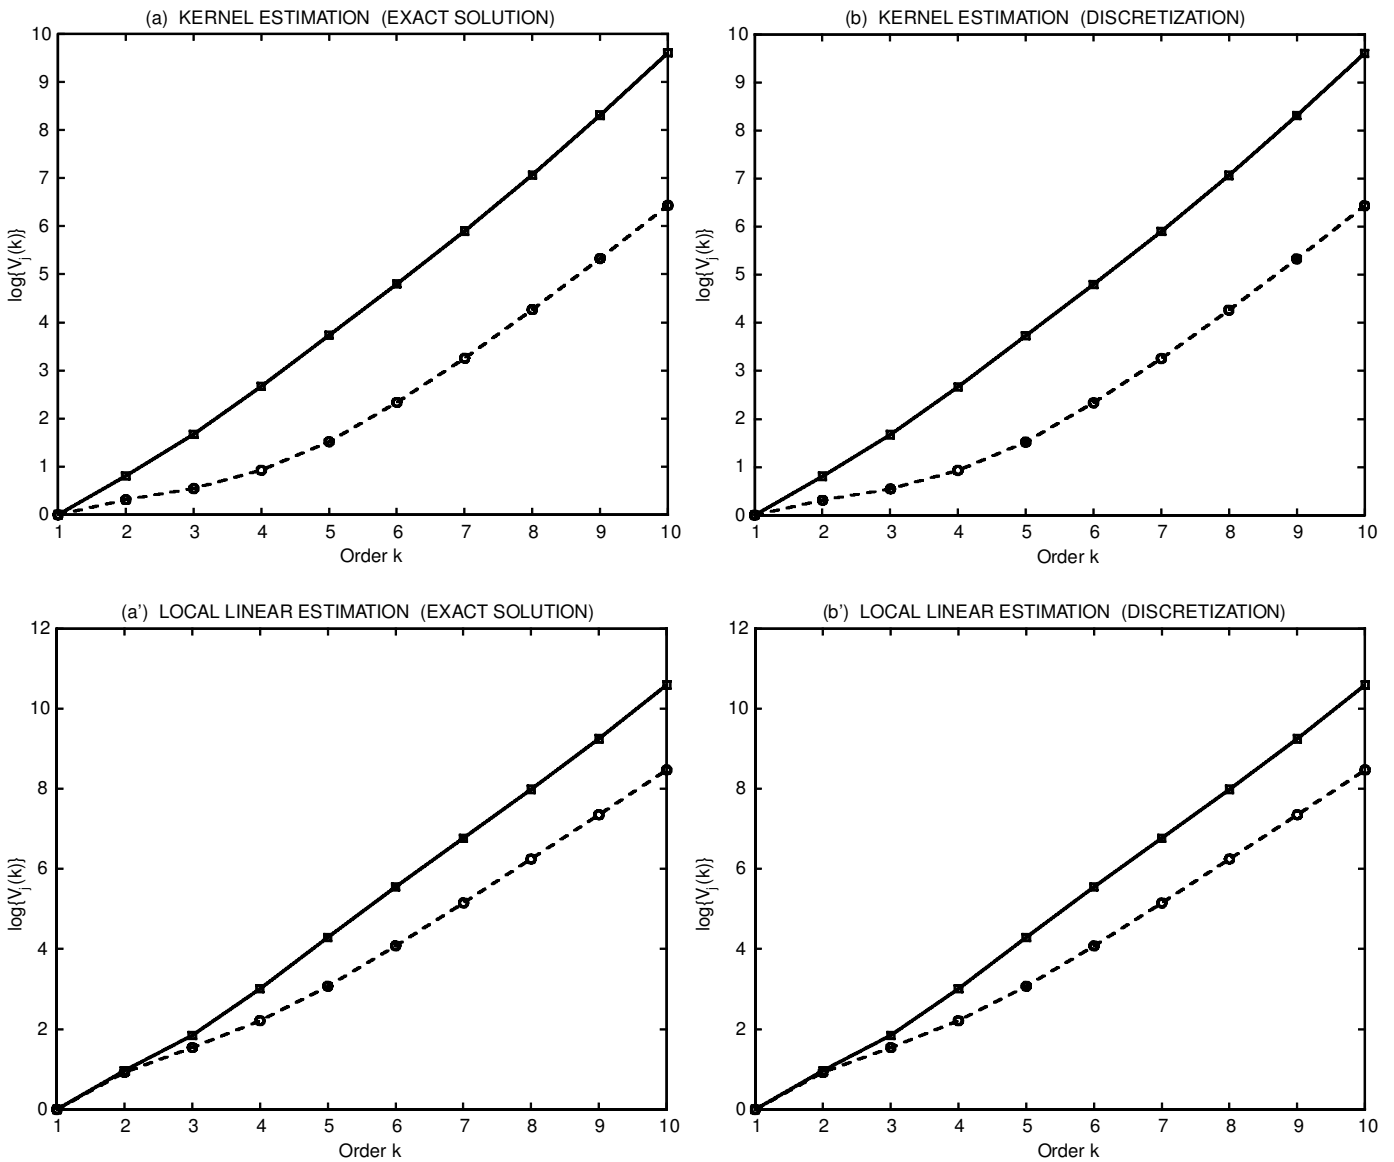 (a) KERNEL ESTIMATION (EXACT SOLUTION)
10
9
8
7
6
5
4
3
2
1
0
log{V_j(k)}
1 2 3 4 5 6 7 8 9 10
Order k
(b) KERNEL ESTIMATION (DISCRETIZATION)
10
9
8
7
6
5
4
3
2
1
0
log{V_j(k)}
1 2 3 4 5 6 7 8 9 10
Order k
(a') LOCAL LINEAR ESTIMATION (EXACT SOLUTION)
12
10
8
6
4
2
0
log{V_j(k)}
1 2 3 4 5 6 7 8 9 10
Order k
(b') LOCAL LINEAR ESTIMATION (DISCRETIZATION)
12
10
8
6
4
2
0
log{V_j(k)}
1 2 3 4 5 6 7 8 9 10
Order k